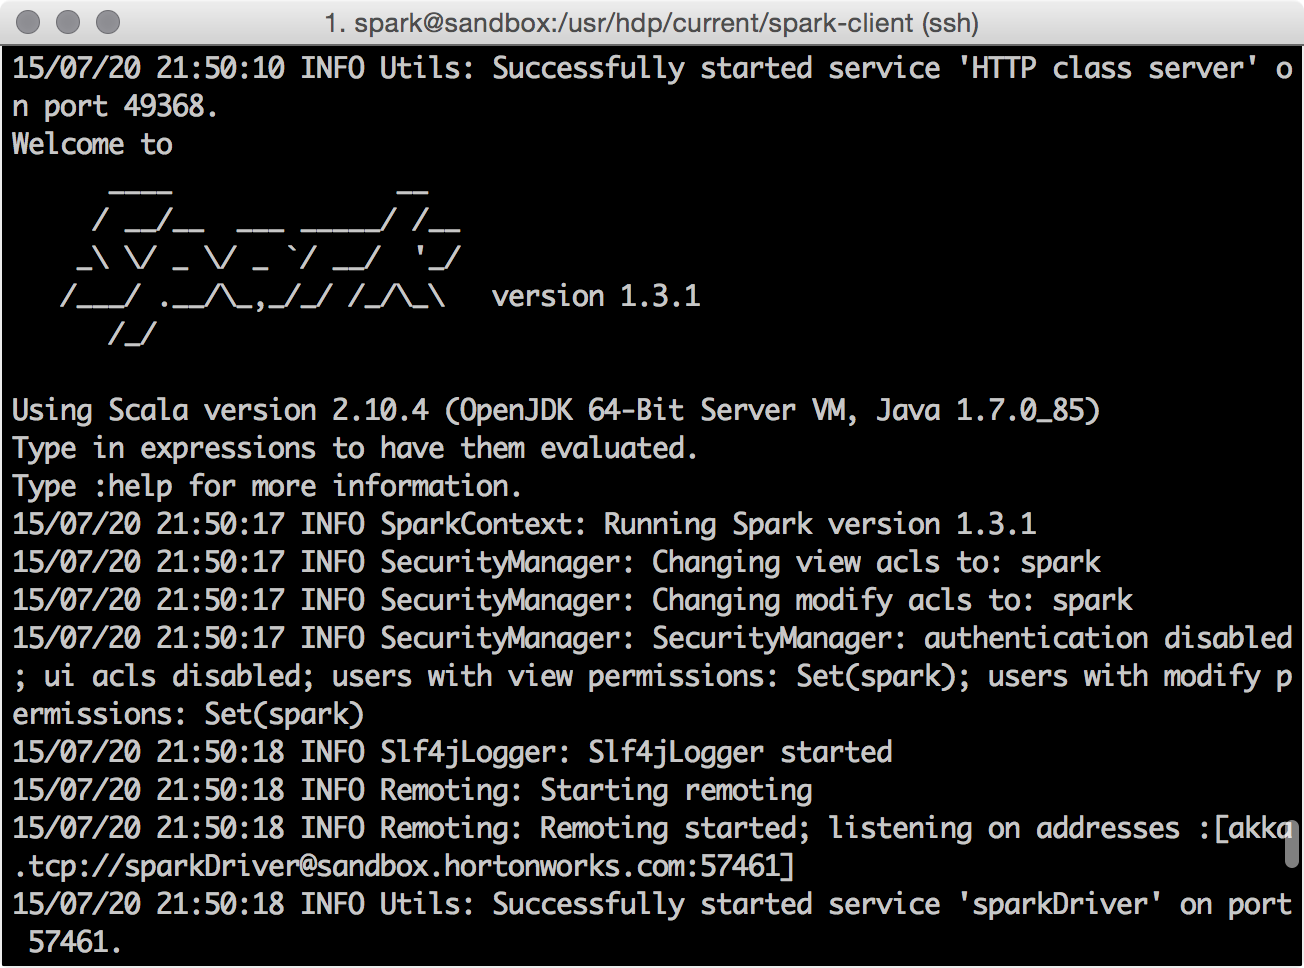 1. spark@sandbox:/usr/hdp/current/spark-client (ssh)
15/07/20 21:50:10 INFO Utils: Successfully started service 'HTTP class server' o
n port 49368.
Welcome to
      ____              __
     / __/__  ___ _____/ /__
    _\ \/ _ \/ _ `/ __/  '_/
   /___/ .__/\_,_/_/ /_/\_\   version 1.3.1
      /_/
Using Scala version 2.10.4 (OpenJDK 64-Bit Server VM, Java 1.7.0_85)
Type in expressions to have them evaluated.
Type :help for more information.
15/07/20 21:50:17 INFO SparkContext: Running Spark version 1.3.1
15/07/20 21:50:17 INFO SecurityManager: Changing view acls to: spark
15/07/20 21:50:17 INFO SecurityManager: Changing modify acls to: spark
15/07/20 21:50:17 INFO SecurityManager: SecurityManager: authentication disabled
; ui acls disabled; users with view permissions: Set(spark); users with modify p
ermissions: Set(spark)
15/07/20 21:50:18 INFO Slf4jLogger: Slf4jLogger started
15/07/20 21:50:18 INFO Remoting: Starting remoting
15/07/20 21:50:18 INFO Remoting: Remoting started; listening on addresses :[akka
.tcp://sparkDriver@sandbox.hortonworks.com:57461]
15/07/20 21:50:18 INFO Utils: Successfully started service 'sparkDriver' on port
 57461.